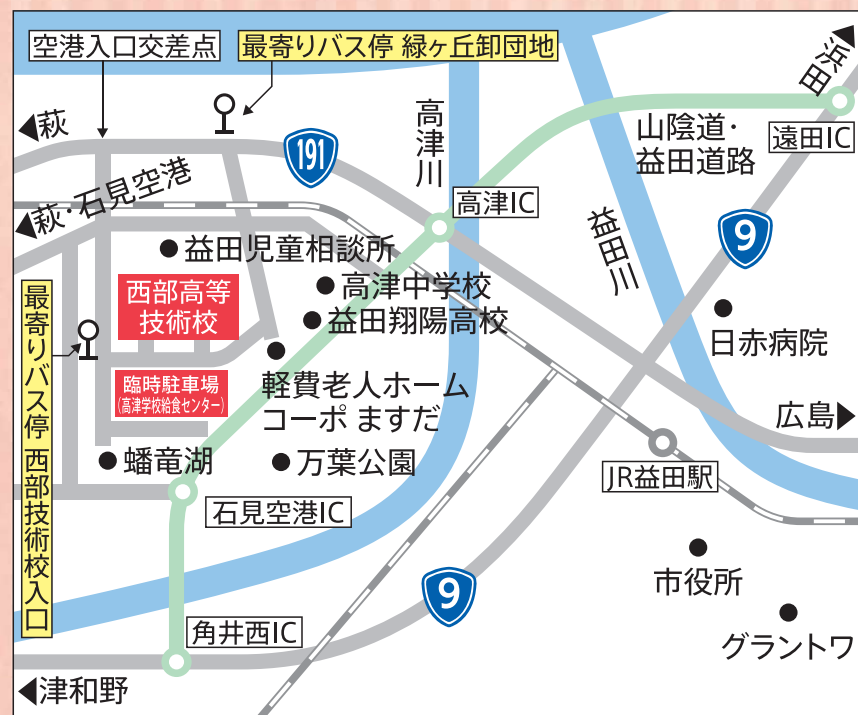 空港入口交差点
最寄りバス停 緑ヶ丘卸団地
浜田
◀萩
191
高津川
山陰道・
益田道路
遠田IC
◀萩・石見空港
高津IC
益田川
9
益田児童相談所
西部高等
技術校
高津中学校
益田翔陽高校
日赤病院
最寄りバス停 西部技術校入口
臨時駐車場
(高津学校給食センター)
軽費老人ホーム
コーポ ますだ
広島▶
蟠竜湖
万葉公園
JR益田駅
石見空港IC
市役所
9
角井西IC
グラントワ
◀津和野